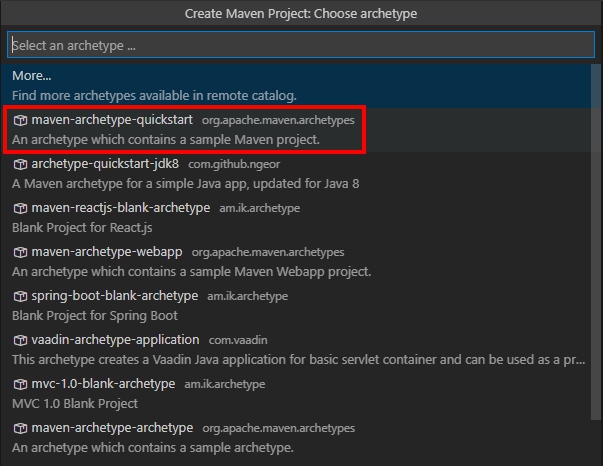 Create Maven Project: Choose archetype
Select an archetype ...
More...
Find more archetypes available in remote catalog.
maven-archetype-quickstart org.apache.maven.archetypes
An archetype which contains a sample Maven project.
archetype-quickstart-jdk8 com.github.ngeor
A Maven archetype for a simple Java app, updated for Java 8
maven-reactjs-blank-archetype am.ik.archetype
Blank Project for React.js
maven-archetype-webapp org.apache.maven.archetypes
An archetype which contains a sample Maven Webapp project.
spring-boot-blank-archetype am.ik.archetype
Blank Project for Spring Boot
vaadin-archetype-application com.vaadin
This archetype creates a Vaadin Java application for basic servlet container and can be used as a pr...
mvc-1.0-blank-archetype am.ik.archetype
MVC 1.0 Blank Project
maven-archetype-archetype org.apache.maven.archetypes
An archetype which contains a sample archetype.